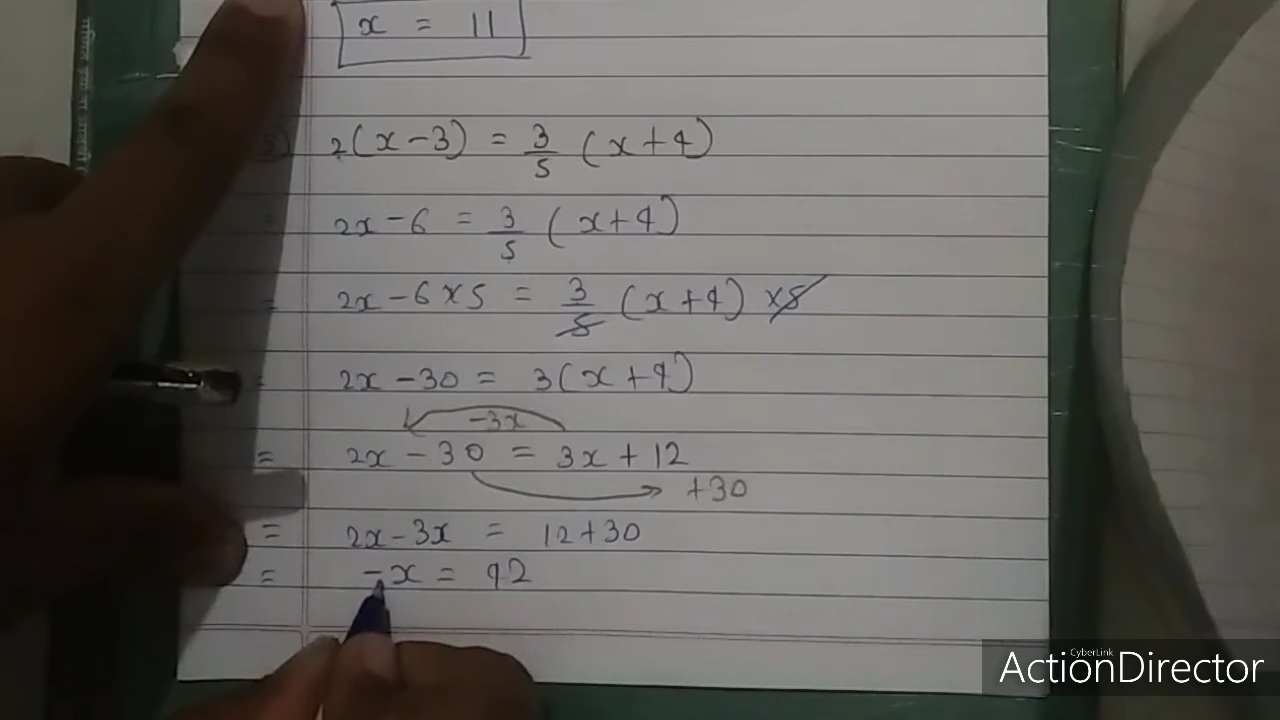 x = 11
2(x-3) = 3/5 (x+4)
2x-6 = 3/5 (x+4)
= 2x-6×5 = 3/5 (x+4) ×5
= 2x-30 = 3(x+4)
-3x
= 2x-30 = 3x+12
+30
= 2x-3x = 12+30
= -x = 42
CyberLink
ActionDirector